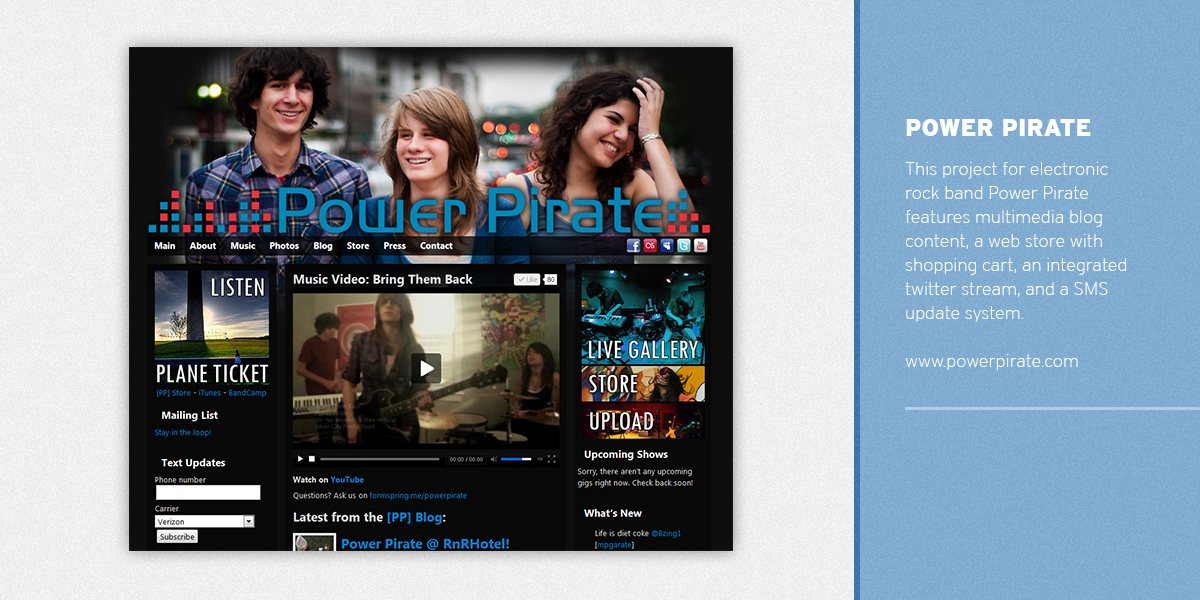 Power Pirate
Main About Music Photos Blog Store Press Contact
LISTEN
PLANE TICKET
[PP] Store • iTunes • BandCamp
Mailing List
Stay in the loop!
Text Updates
Phone number
Carrier
Verizon
Subscribe
Music Video: Bring Them Back
Like 80
00:00 / 00:00
Watch on YouTube
Questions? Ask us on formspring.me/powerpirate
Latest from the [PP] Blog:
Power Pirate @ RnRHotel!
LIVE GALLERY
STORE
UPLOAD
Upcoming Shows
Sorry, there aren't any upcoming
gigs right now. Check back soon!
What's New
Life is diet coke @8zing1
[mpgarate]
POWER PIRATE
This project for electronic
rock band Power Pirate
features multimedia blog
content, a web store with
shopping cart, an integrated
twitter stream, and a SMS
update system.
www.powerpirate.com